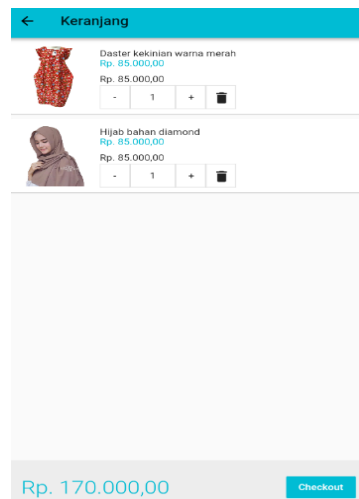 Keranjang
Daster kekinian warna merah
Rp. 85.000,00
Rp. 85.000,00
- 1 +
Hijab bahan diamond
Rp. 85.000,00
Rp. 85.000,00
- 1 +
Rp. 170.000,00
Checkout